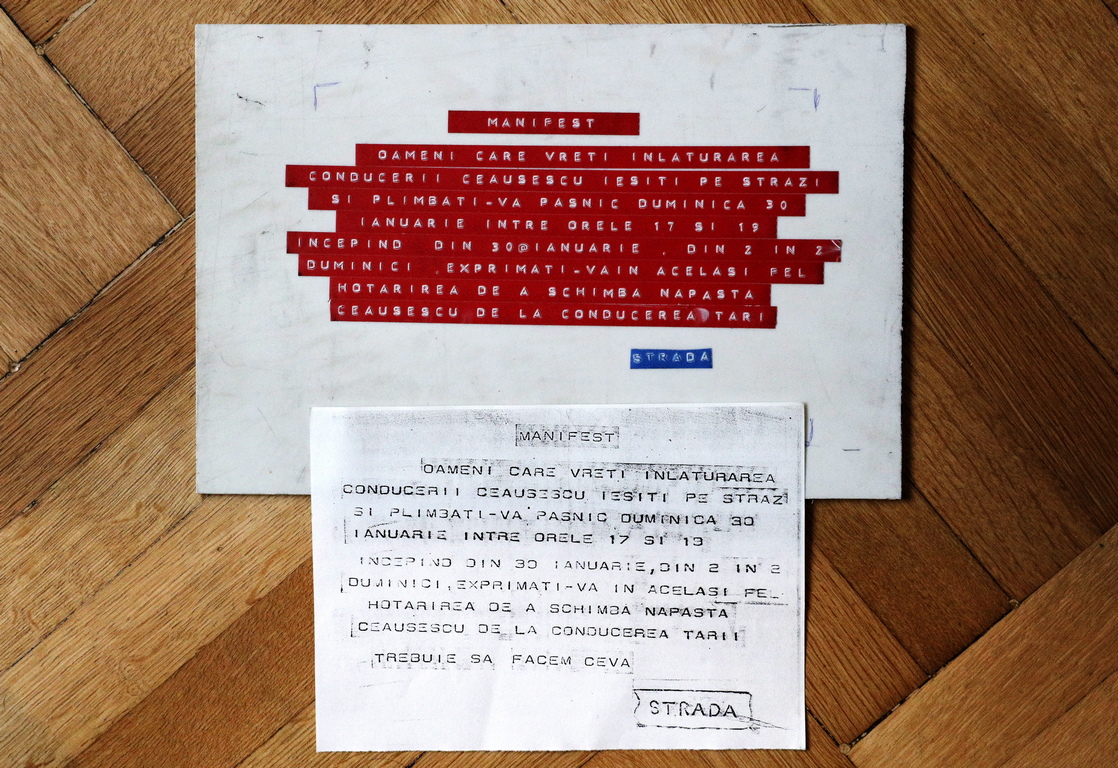 MANIFEST
OAMENI CARE VRETI INLATURAREA
CONDUCERII CEAUSESCU IESITI PE STRAZI
SI PLIMBATI-VA PASNIC DUMINICA 30
IANUARIE INTRE ORELE 17 SI 19
INCEPIND DIN 30@IANUARIE , DIN 2 IN 2
DUMINICI ,EXPRIMATI-VAIN ACELASI FEL
HOTARIREA DE A SCHIMBA NAPASTA
CEAUSESCU DE LA CONDUCEREA TARI
STRADA
MANIFEST
OAMENI CARE VRETI INLATURAREA
CONDUCERII CEAUSESCU IESITI PE STRAZI
SI PLIMBATI-VA PASNIC DUMINICA 30
IANUARIE INTRE ORELE 17 SI 19
INCEPIND DIN 30 IANUARIE,DIN 2 IN 2
DUMINICI,EXPRIMATI-VA IN ACELASI FEL
HOTARIREA DE A SCHIMBA NAPASTA
CEAUSESCU DE LA CONDUCEREA TARII
TREBUIE SA FACEM CEVA
STRADA